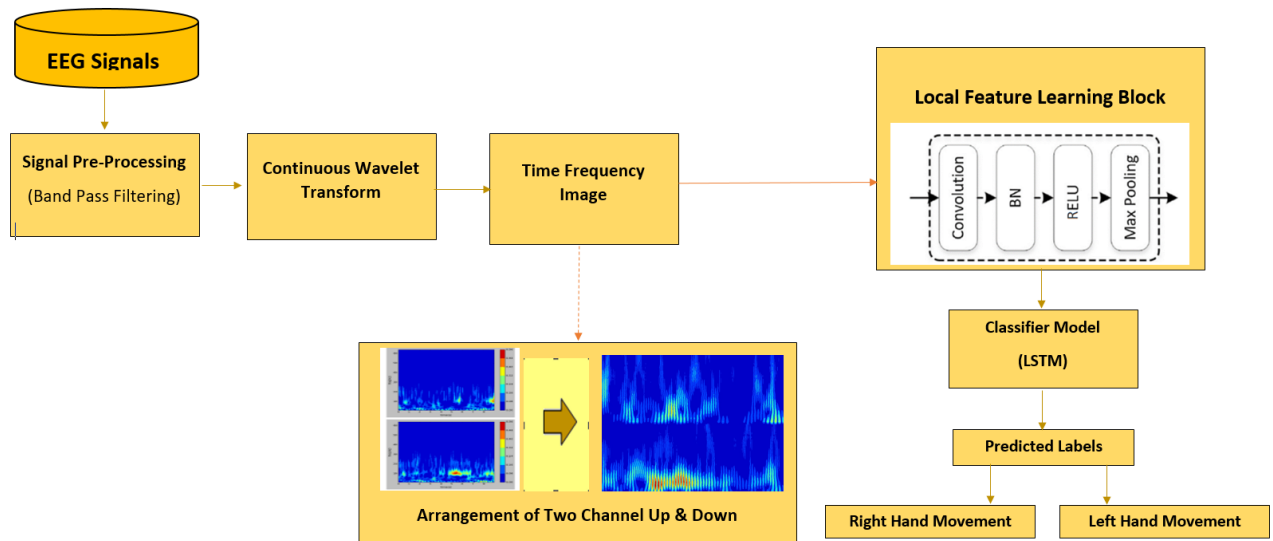 EEG Signals
Signal Pre-Processing
(Band Pass Filtering)
Continuous Wavelet
Transform
Time Frequency
Image
Local Feature Learning Block
Convolution
BN
RELU
Max Pooling
Classifier Model
(LSTM)
Predicted Labels
Right Hand Movement
Left Hand Movement
Arrangement of Two Channel Up & Down